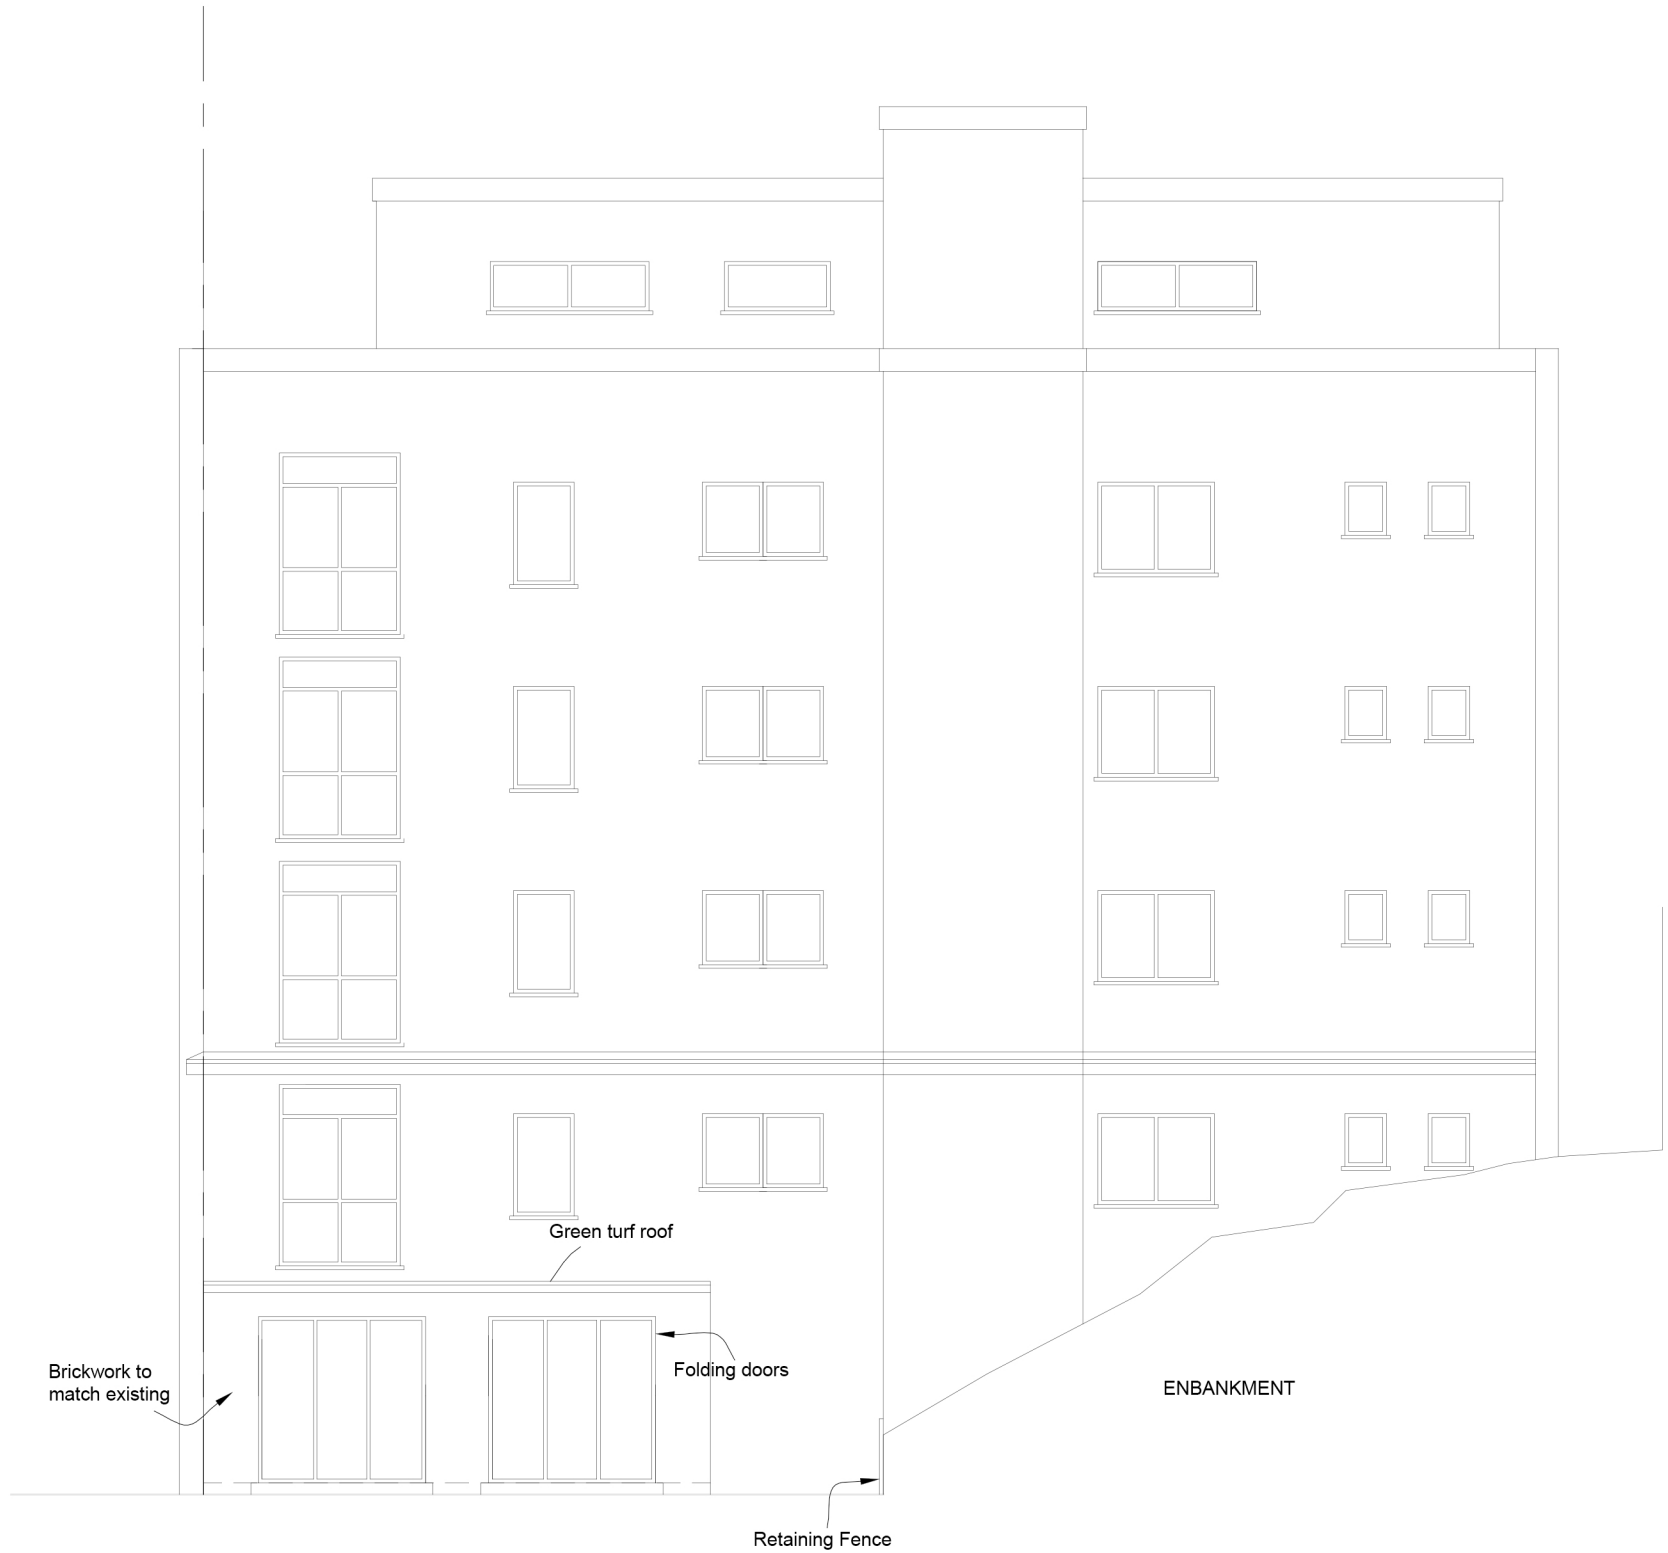 Green turf roof
Folding doors
Brickwork to
match existing
ENBANKMENT
Retaining Fence